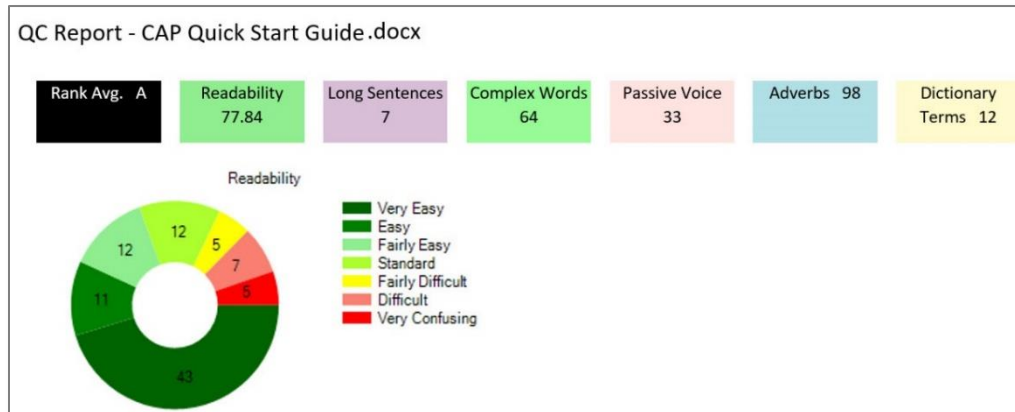 QC Report - CAP Quick Start Guide.docx
Rank Avg. A
Readability
77.84
Long Sentences
7
Complex Words
64
Passive Voice
33
Adverbs 98
Dictionary
Terms 12
Readability
12
12
5
7
5
11
43
Very Easy
Easy
Fairly Easy
Standard
Fairly Difficult
Difficult
Very Confusing